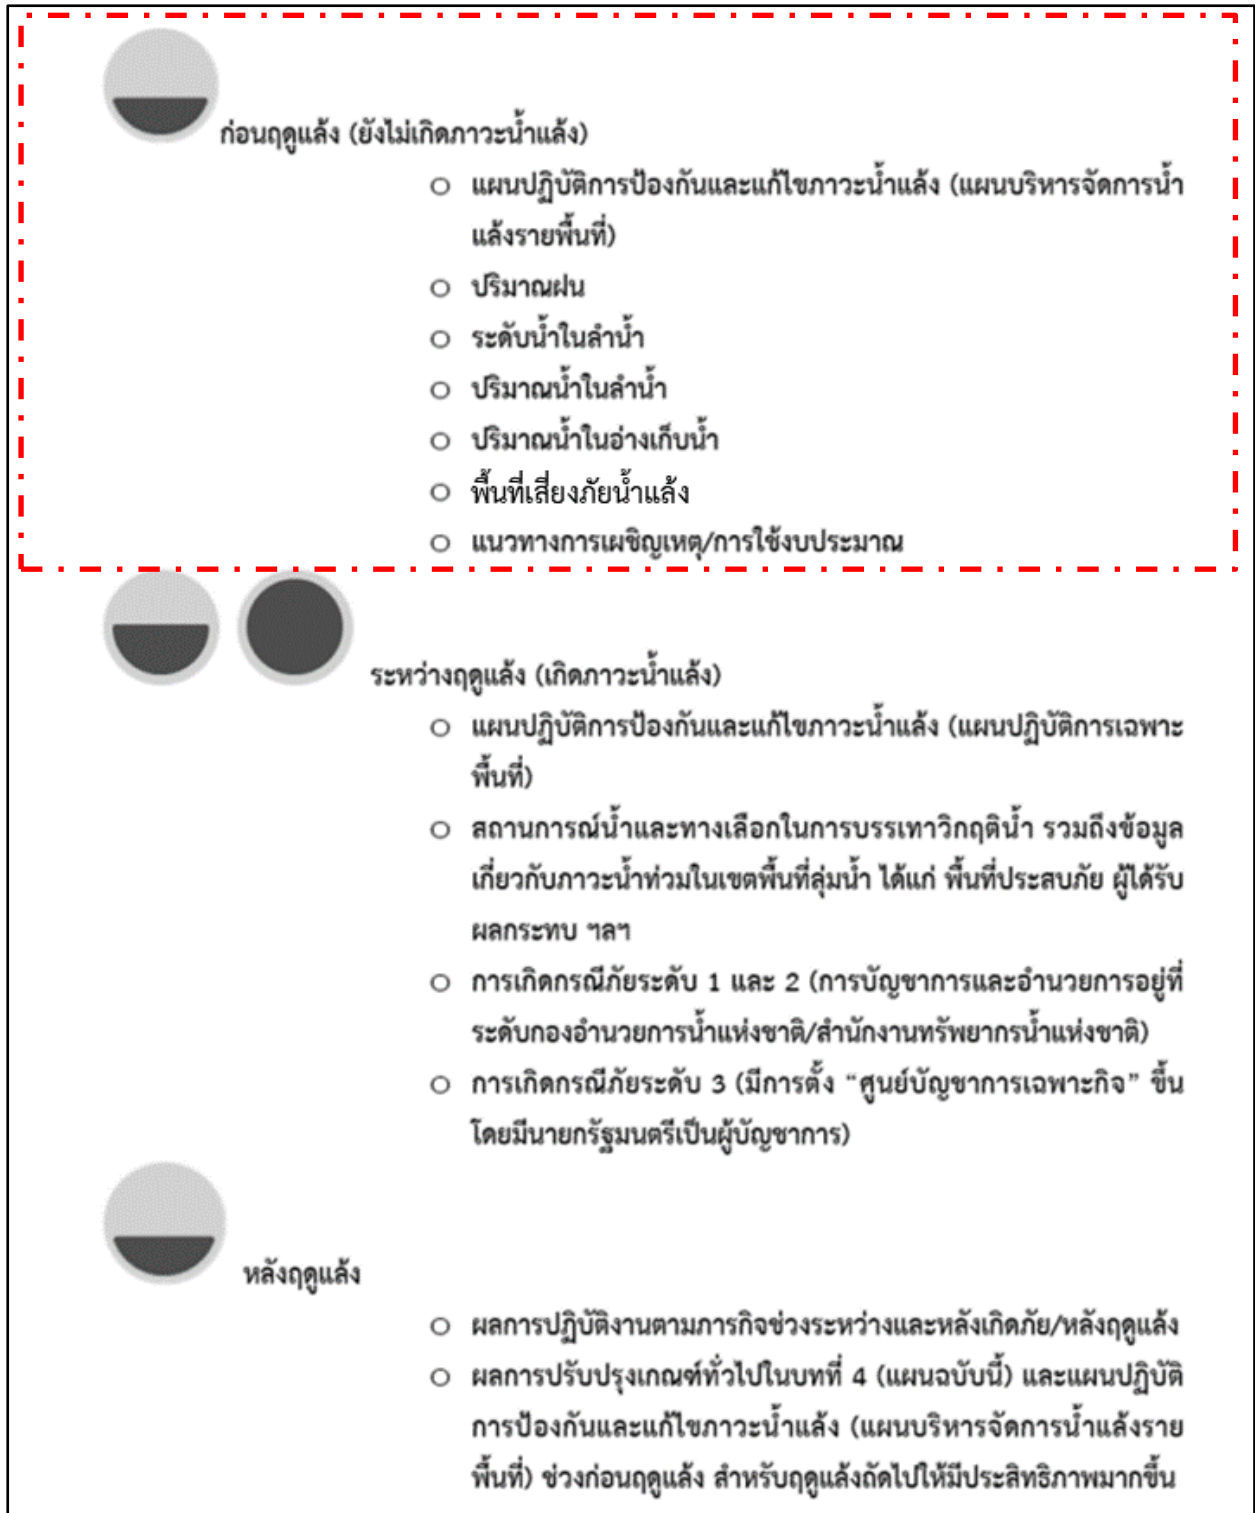 ก่อนฤดูแล้ง (ยังไม่เกิดภาวะน้ำแล้ง)
○ แผนปฏิบัติการป้องกันและแก้ไขภาวะน้ำแล้ง (แผนบริหารจัดการน้ำ
แล้งรายพื้นที่)
○ ปริมาณฝน
○ ระดับน้ำในลำน้ำ
○ ปริมาณน้ำในลำน้ำ
○ ปริมาณน้ำในอ่างเก็บน้ำ
○ พื้นที่เสี่ยงภัยน้ำแล้ง
○ แนวทางการเผชิญเหตุ/การใช้งบประมาณ
ระหว่างฤดูแล้ง (เกิดภาวะน้ำแล้ง)
○ แผนปฏิบัติการป้องกันและแก้ไขภาวะน้ำแล้ง (แผนปฏิบัติการเฉพาะ
พื้นที่)
○ สถานการณ์น้ำและทางเลือกในการบรรเทาวิกฤติน้ำ รวมถึงข้อมูล
เกี่ยวกับภาวะน้ำท่วมในเขตพื้นที่ลุ่มน้ำ ได้แก่ พื้นที่ประสบภัย ผู้ได้รับ
ผลกระทบ ฯลฯ
○ การเกิดกรณีภัยระดับ 1 และ 2 (การบัญชาการและอำนวยการอยู่ที่
ระดับกองอำนวยการน้ำแห่งชาติ/สำนักงานทรัพยากรน้ำแห่งชาติ)
○ การเกิดกรณีภัยระดับ 3 (มีการตั้ง “ศูนย์บัญชาการเฉพาะกิจ” ขึ้น
โดยมีนายกรัฐมนตรีเป็นผู้บัญชาการ)
หลังฤดูแล้ง
○ ผลการปฏิบัติงานตามภารกิจช่วงระหว่างและหลังเกิดภัย/หลังฤดูแล้ง
○ ผลการปรับปรุงเกณฑ์ทั่วไปในบทที่ 4 (แผนฉบับนี้) และแผนปฏิบัติ
การป้องกันและแก้ไขภาวะน้ำแล้ง (แผนบริหารจัดการน้ำแล้งราย
พื้นที่) ช่วงก่อนฤดูแล้ง สำหรับฤดูแล้งถัดไปให้มีประสิทธิภาพมากขึ้น